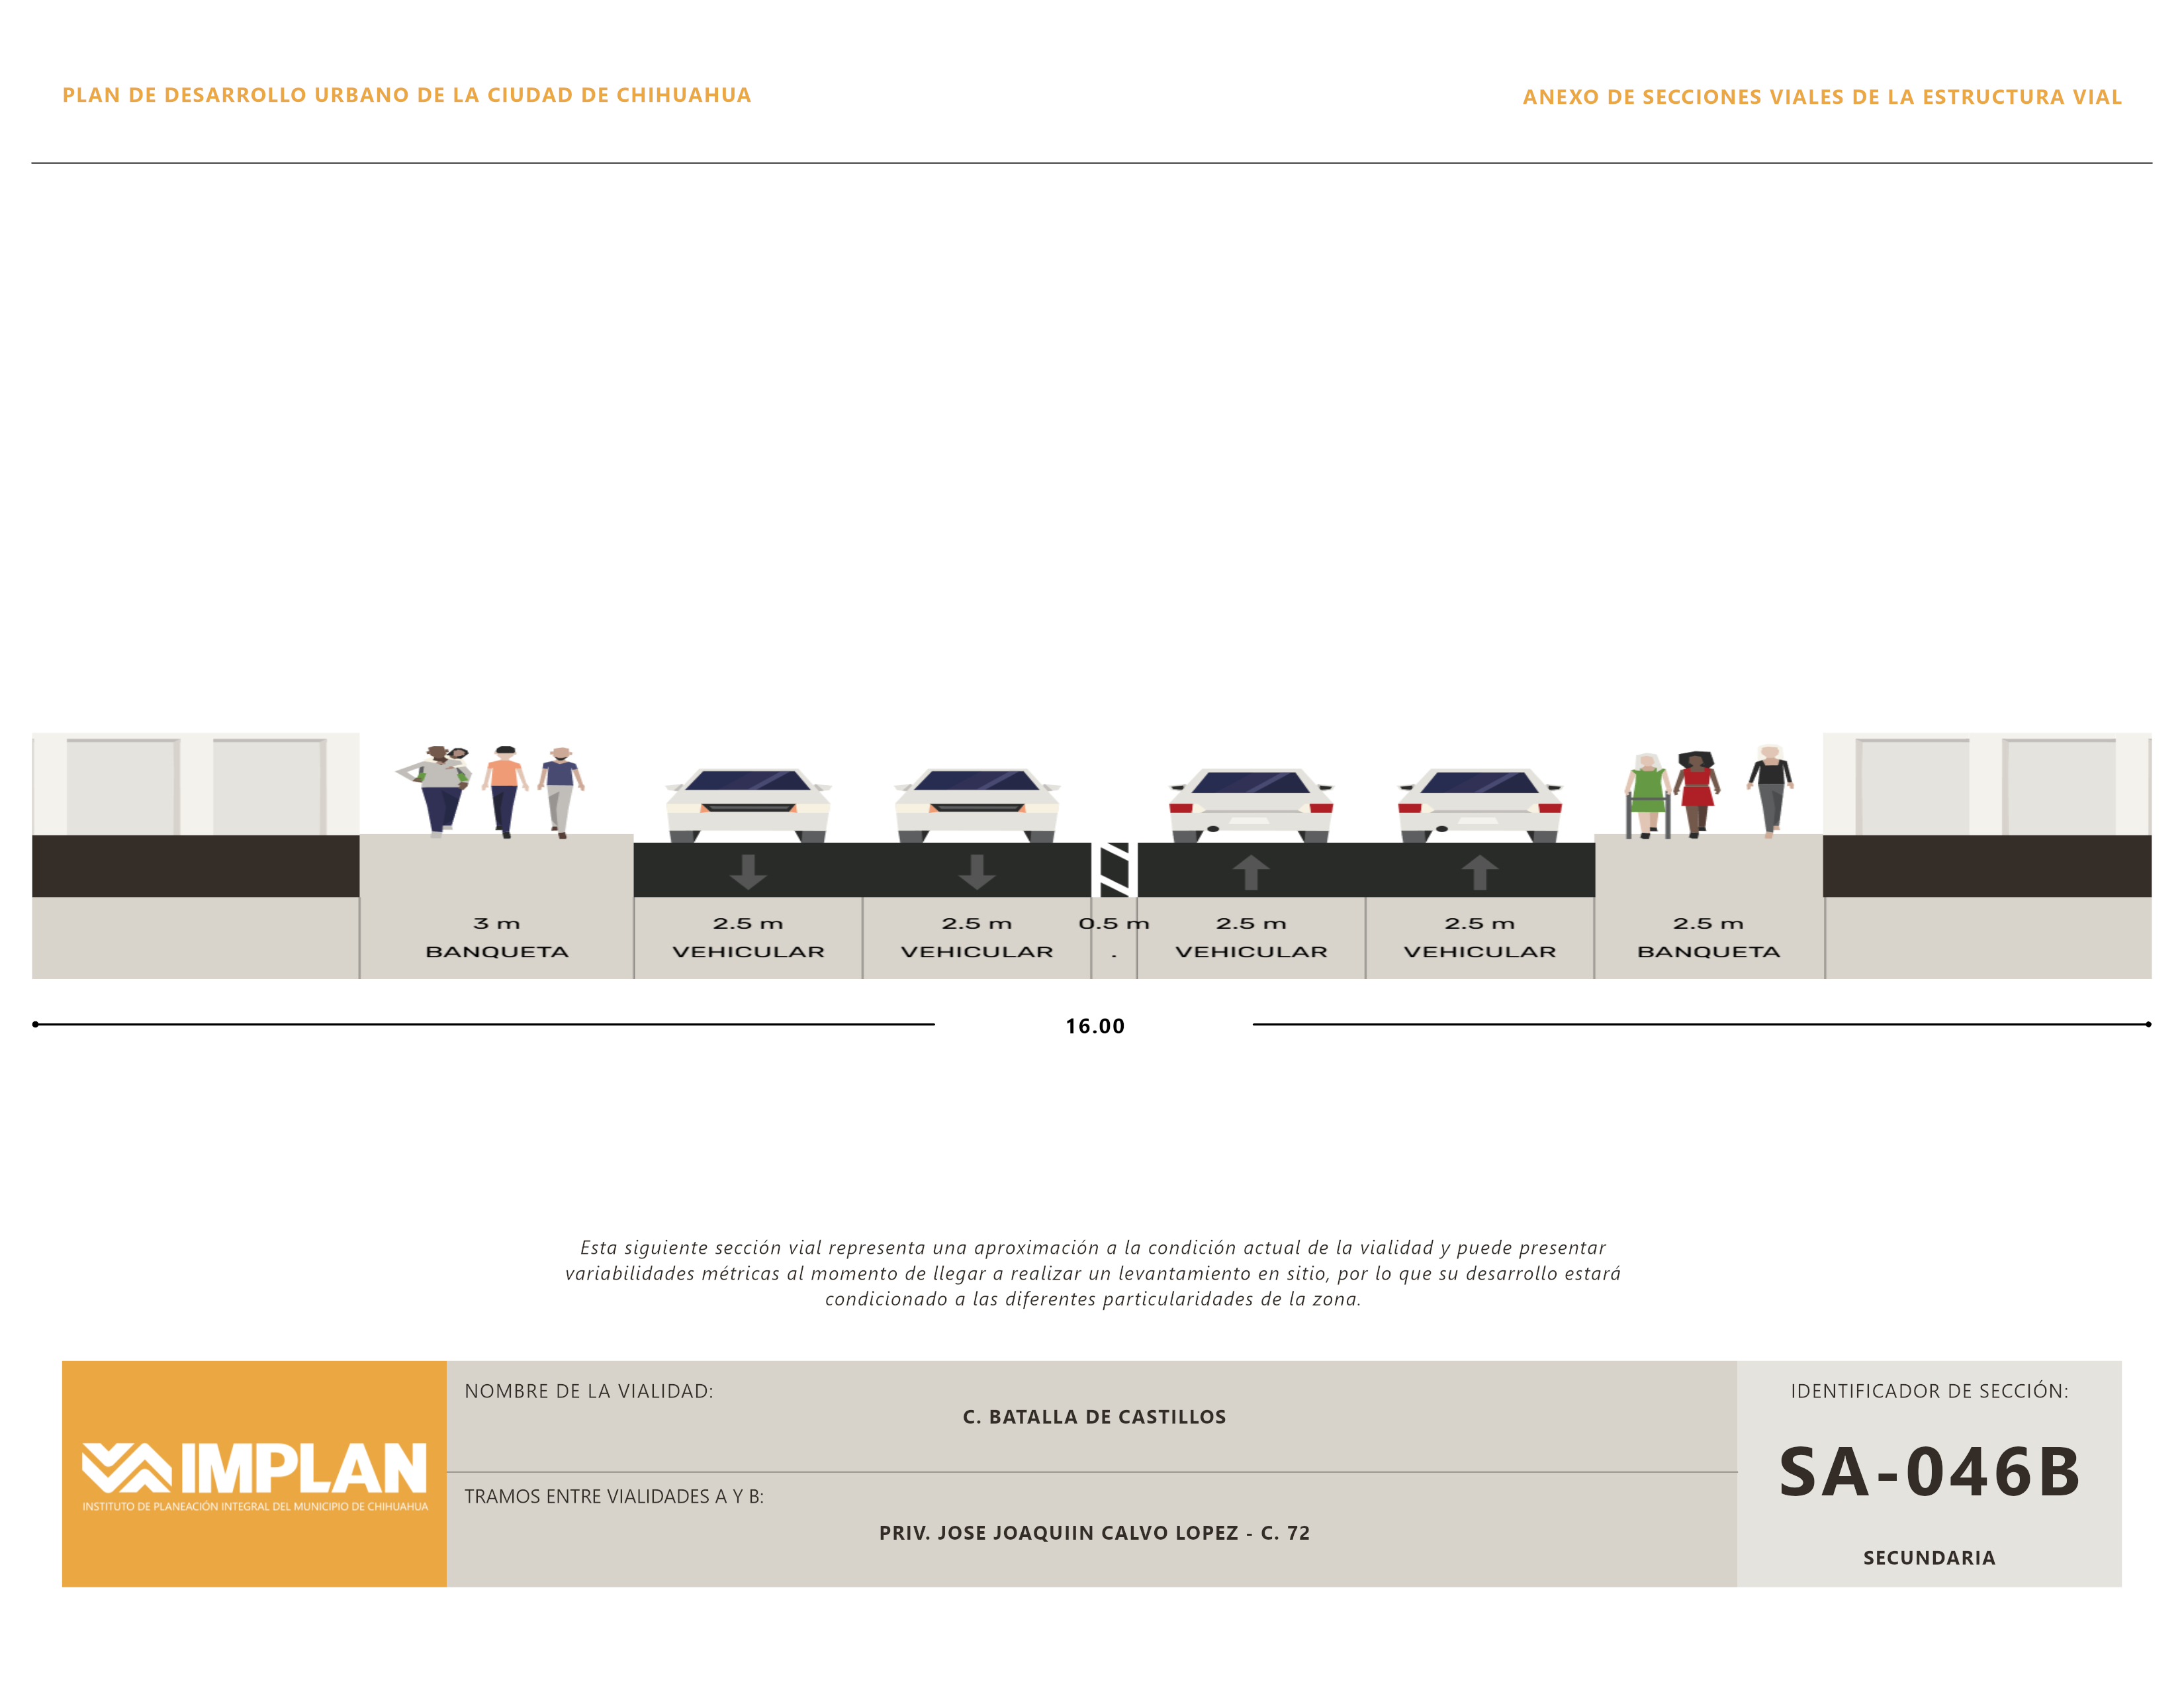 PLAN DE DESARROLLO URBANO DE LA CIUDAD DE CHIHUAHUA
ANEXO DE SECCIONES VIALES DE LA ESTRUCTURA VIAL
3 m
BANQUETA
2.5 m
VEHICULAR
2.5 m
VEHICULAR
0.5 m
.
2.5 m
VEHICULAR
2.5 m
VEHICULAR
2.5 m
BANQUETA
16.00
Esta siguiente sección vial representa una aproximación a la condición actual de la vialidad y puede presentar
variabilidades métricas al momento de llegar a realizar un levantamiento en sitio, por lo que su desarrollo estará
condicionado a las diferentes particularidades de la zona.
IMPLAN
INSTITUTO DE PLANEACIÓN INTEGRAL DEL MUNICIPIO DE CHIHUAHUA
NOMBRE DE LA VIALIDAD:
C. BATALLA DE CASTILLOS
TRAMOS ENTRE VIALIDADES A Y B:
PRIV. JOSE JOAQUIIN CALVO LOPEZ - C. 72
IDENTIFICADOR DE SECCIÓN:
SA-046B
SECUNDARIA